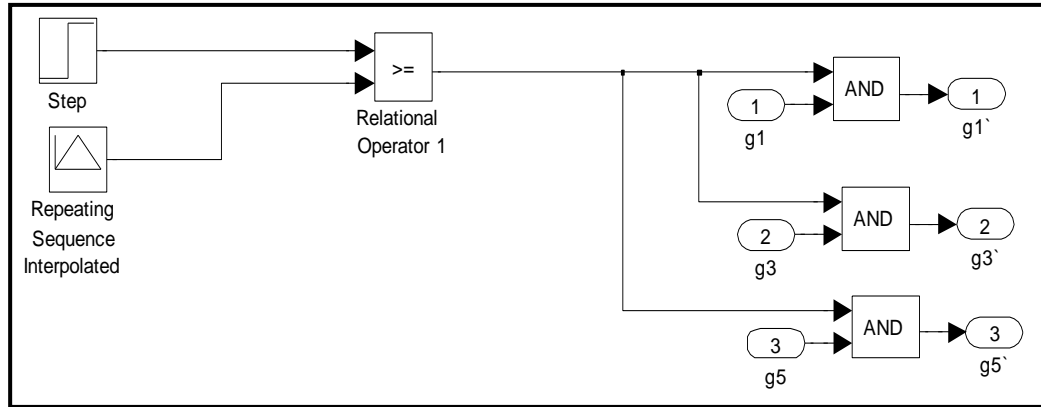 Step
>=
Relational
Operator 1
Repeating
Sequence
Interpolated
AND
1
g1
1
g1`
AND
2
g3
2
g3`
AND
3
g5
3
g5`